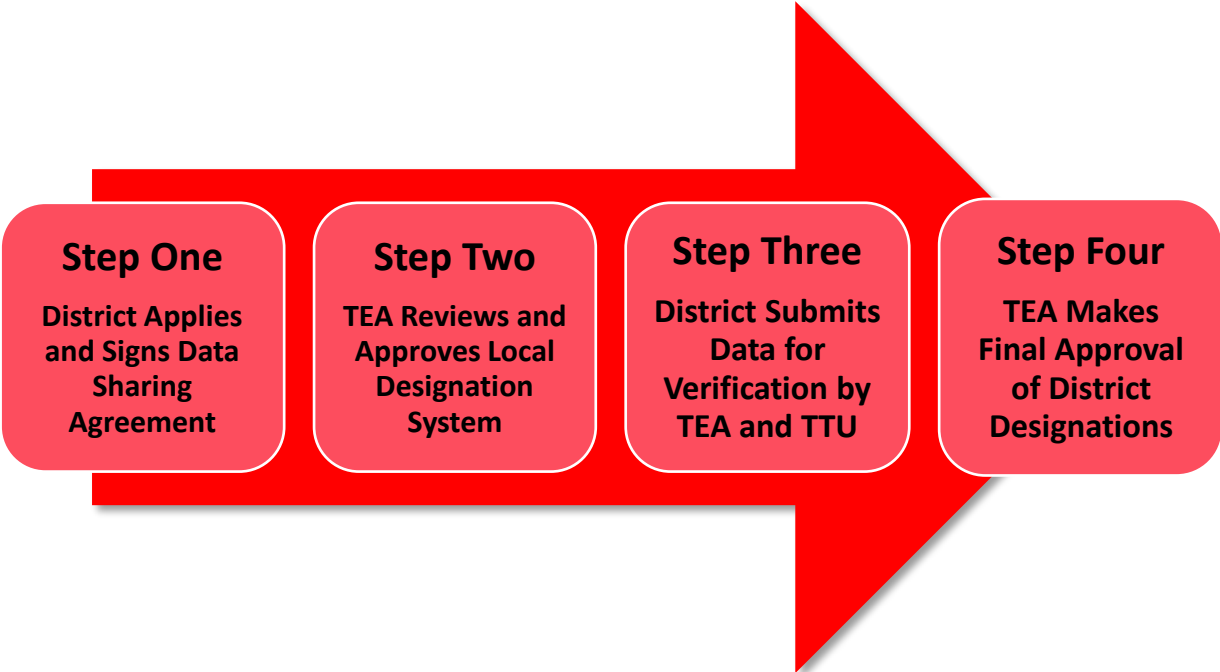 Step One
District Applies
and Signs Data
Sharing
Agreement
Step Two
TEA Reviews and
Approves Local
Designation
System
Step Three
District Submits
Data for
Verification by
TEA and TTU
Step Four
TEA Makes
Final Approval
of District
Designations